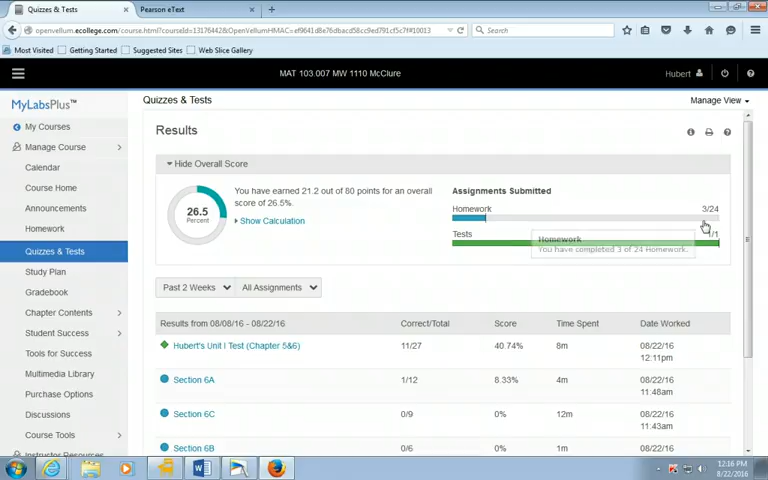 Quizzes & Tests
Pearson eText
openvellum.ecollege.com/course.html?courseId=13176442&OpenVellumHMAC=ef9641d8e76dbacd58cc9ed791cf5c7f#10013
Search
Most Visited
Getting Started
Suggested Sites
Web Slice Gallery
MAT 103.007 MW 1110 McClure
Hubert
MyLabsPlus™
Quizzes & Tests
Manage View
My Courses
Manage Course
Calendar
Course Home
Announcements
Homework
Quizzes & Tests
Study Plan
Gradebook
Chapter Contents
Student Success
Tools for Success
Multimedia Library
Purchase Options
Discussions
Course Tools
Instructor Resources
Results
Hide Overall Score
26.5
Percent
You have earned 21.2 out of 80 points for an overall
score of 26.5%.
Show Calculation
Assignments Submitted
Homework 3/24
Tests 1/1
Homework
You have completed 3 of 24 Homework.
Past 2 Weeks
All Assignments
Results from 08/08/16 - 08/22/16 Correct/Total Score Time Spent Date Worked
Hubert's Unit I Test (Chapter 5&6) 11/27 40.74% 8m 08/22/16
12:11pm
Section 6A 1/12 8.33% 4m 08/22/16
11:48am
Section 6C 0/9 0% 12m 08/22/16
11:43am
Section 6B 0/6 0% 1m 08/22/16
12:16 PM
8/22/2016